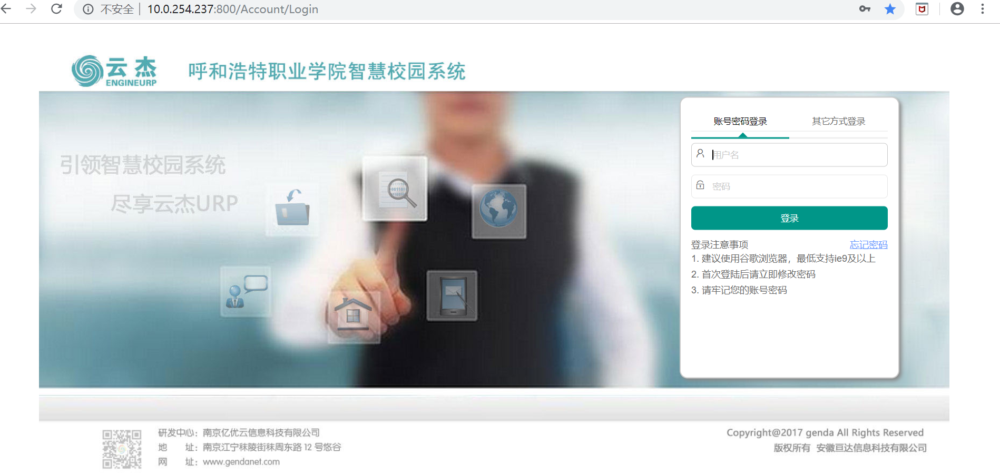 不安全 10.0.254.237:800/Account/Login
云杰
ENGINEURP
呼和浩特职业学院智慧校园系统
引领智慧校园系统
尽享云杰URP
账号密码登录 其它方式登录
用户名
密码
登录
登录注意事项 忘记密码
1. 建议使用谷歌浏览器，最低支持ie9及以上
2. 首次登陆后请立即修改密码
3. 请牢记您的账号密码
研发中心：南京亿优云信息科技有限公司
地 址：南京江宁秣陵街秣周东路 12 号悠谷
网 址：www.gendanet.com
Copyright@2017 genda All Rights Reserved
版权所有 安徽亘达信息科技有限公司